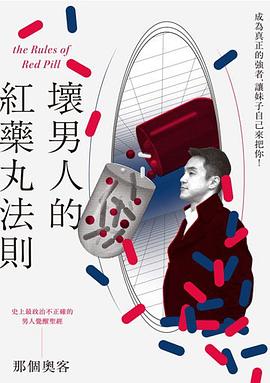 成為真正的強者，讓妹子自己來把你！
the Rules of
Red Pill
壞男人的
紅藥丸法則
史上最政治不正確的
男人覺醒聖經
那個奧客